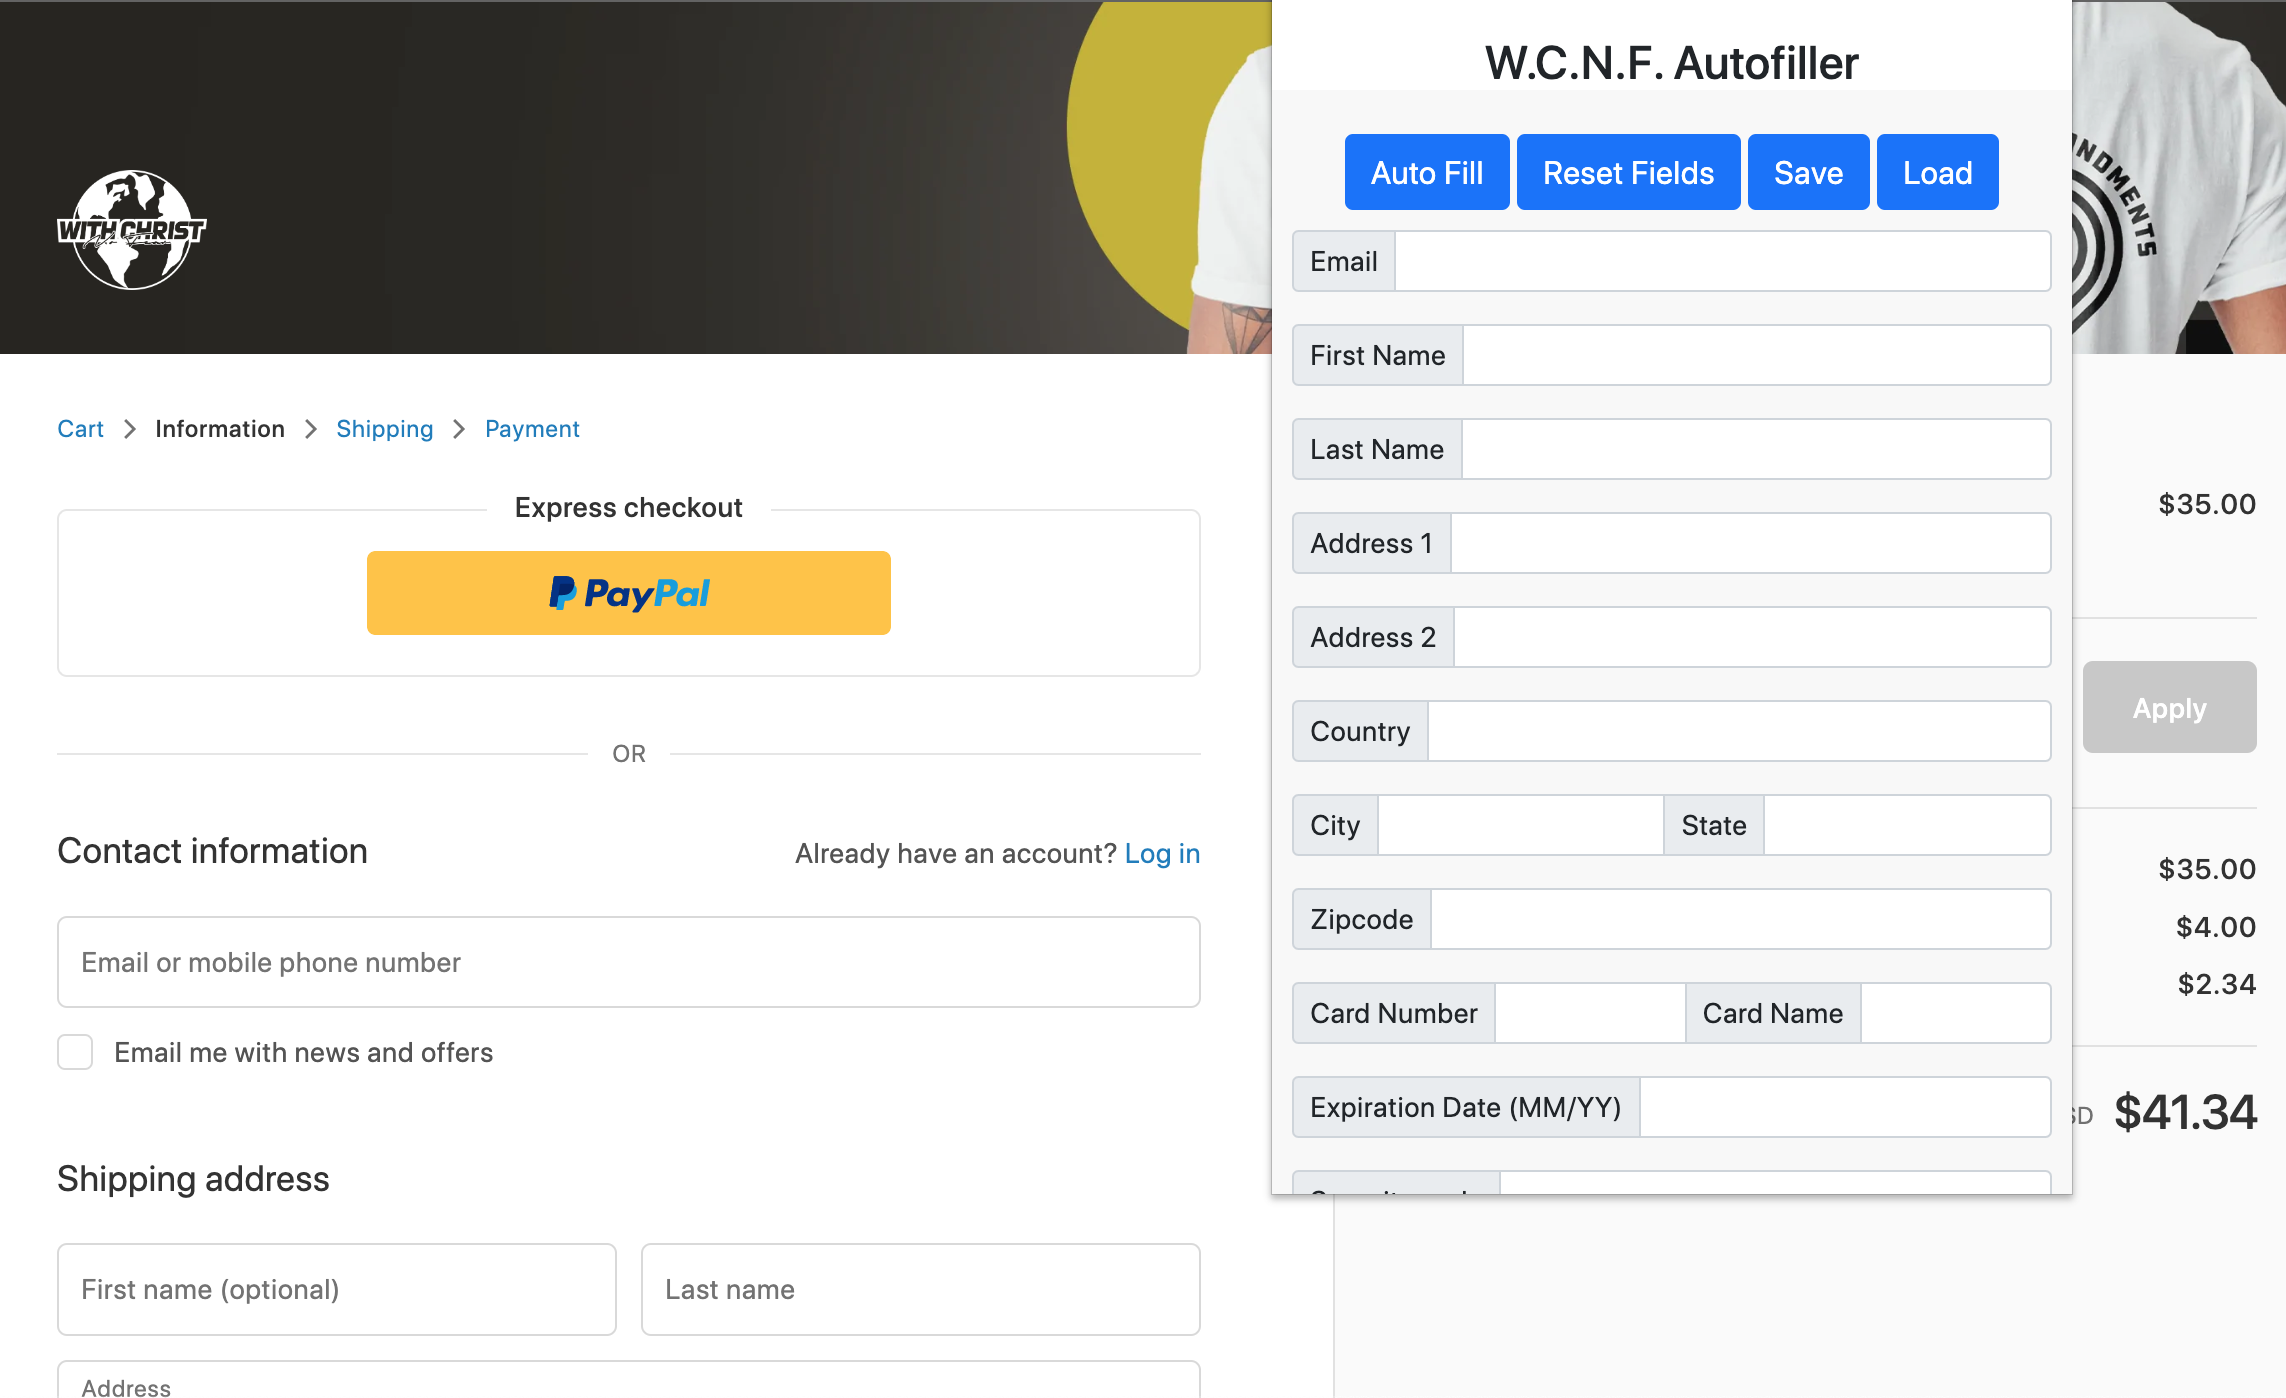 W.C.N.F. Autofiller
Auto Fill
Reset Fields
Save
Load
WITH CHRIST
Email
First Name
Last Name
Address 1
Address 2
Country
City
State
Zipcode
Card Number
Card Name
Expiration Date (MM/YY)
Cart
Information
Shipping
Payment
Express checkout
PayPal
OR
Contact information
Already have an account? Log in
Email or mobile phone number
Email me with news and offers
Shipping address
First name (optional)
Last name
Address
$35.00
Apply
$35.00
$4.00
$2.34
$41.34